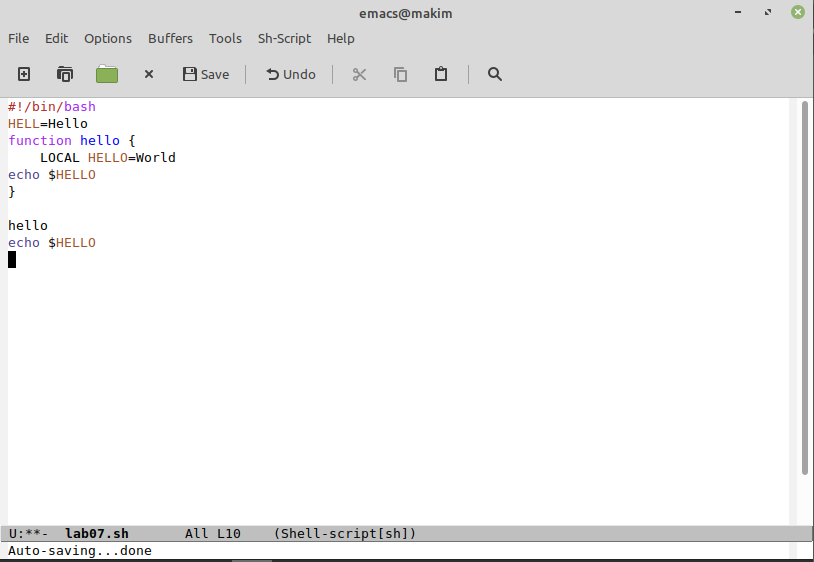 emacs@makim
File Edit Options Buffers Tools Sh-Script Help
Save Undo
#!/bin/bash
HELL=Hello
function hello {
    LOCAL HELLO=World
echo $HELLO
}

hello
echo $HELLO
U:**-  lab07.sh       All L10    (Shell-script[sh])
Auto-saving...done